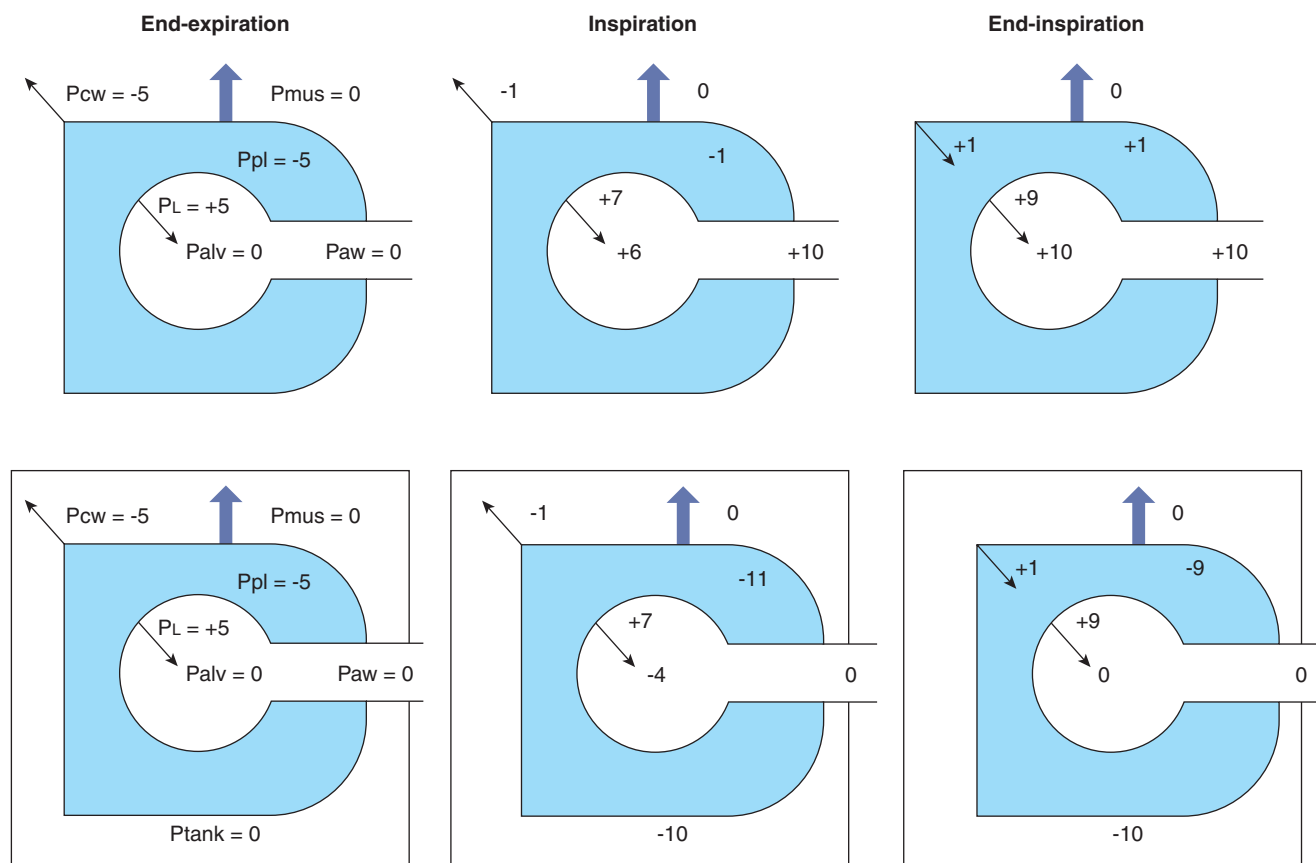 End-expiration
Inspiration
End-inspiration
Pcw = -5
Pmus = 0
Ppl = -5
PL = +5
Palv = 0
Paw = 0
-1
0
-1
+7
+6
+10
0
+1
+1
+9
+10
+10
Pcw = -5
Pmus = 0
Ppl = -5
PL = +5
Palv = 0
Paw = 0
Ptank = 0
-1
0
-11
+7
-4
0
-10
0
+1
-9
+9
0
0
-10